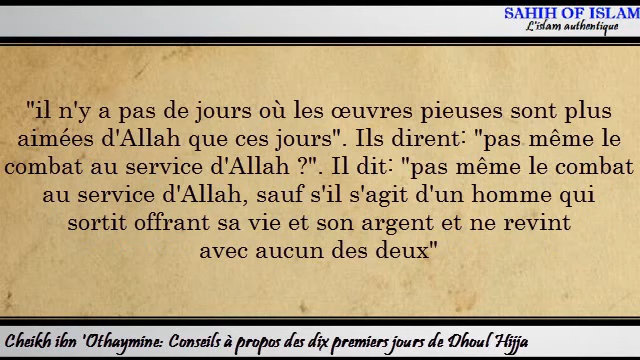 SAHIH OF ISLAM
L'islam authentique
"il n'y a pas de jours où les œuvres pieuses sont plus
aimées d'Allah que ces jours". Ils dirent: "pas même le
combat au service d'Allah ?". Il dit: "pas même le combat
au service d'Allah, sauf s'il s'agit d'un homme qui
sortit offrant sa vie et son argent et ne revint
avec aucun des deux"
Cheikh ibn 'Othaymine: Conseils à propos des dix premiers jours de Dhoul Hijja